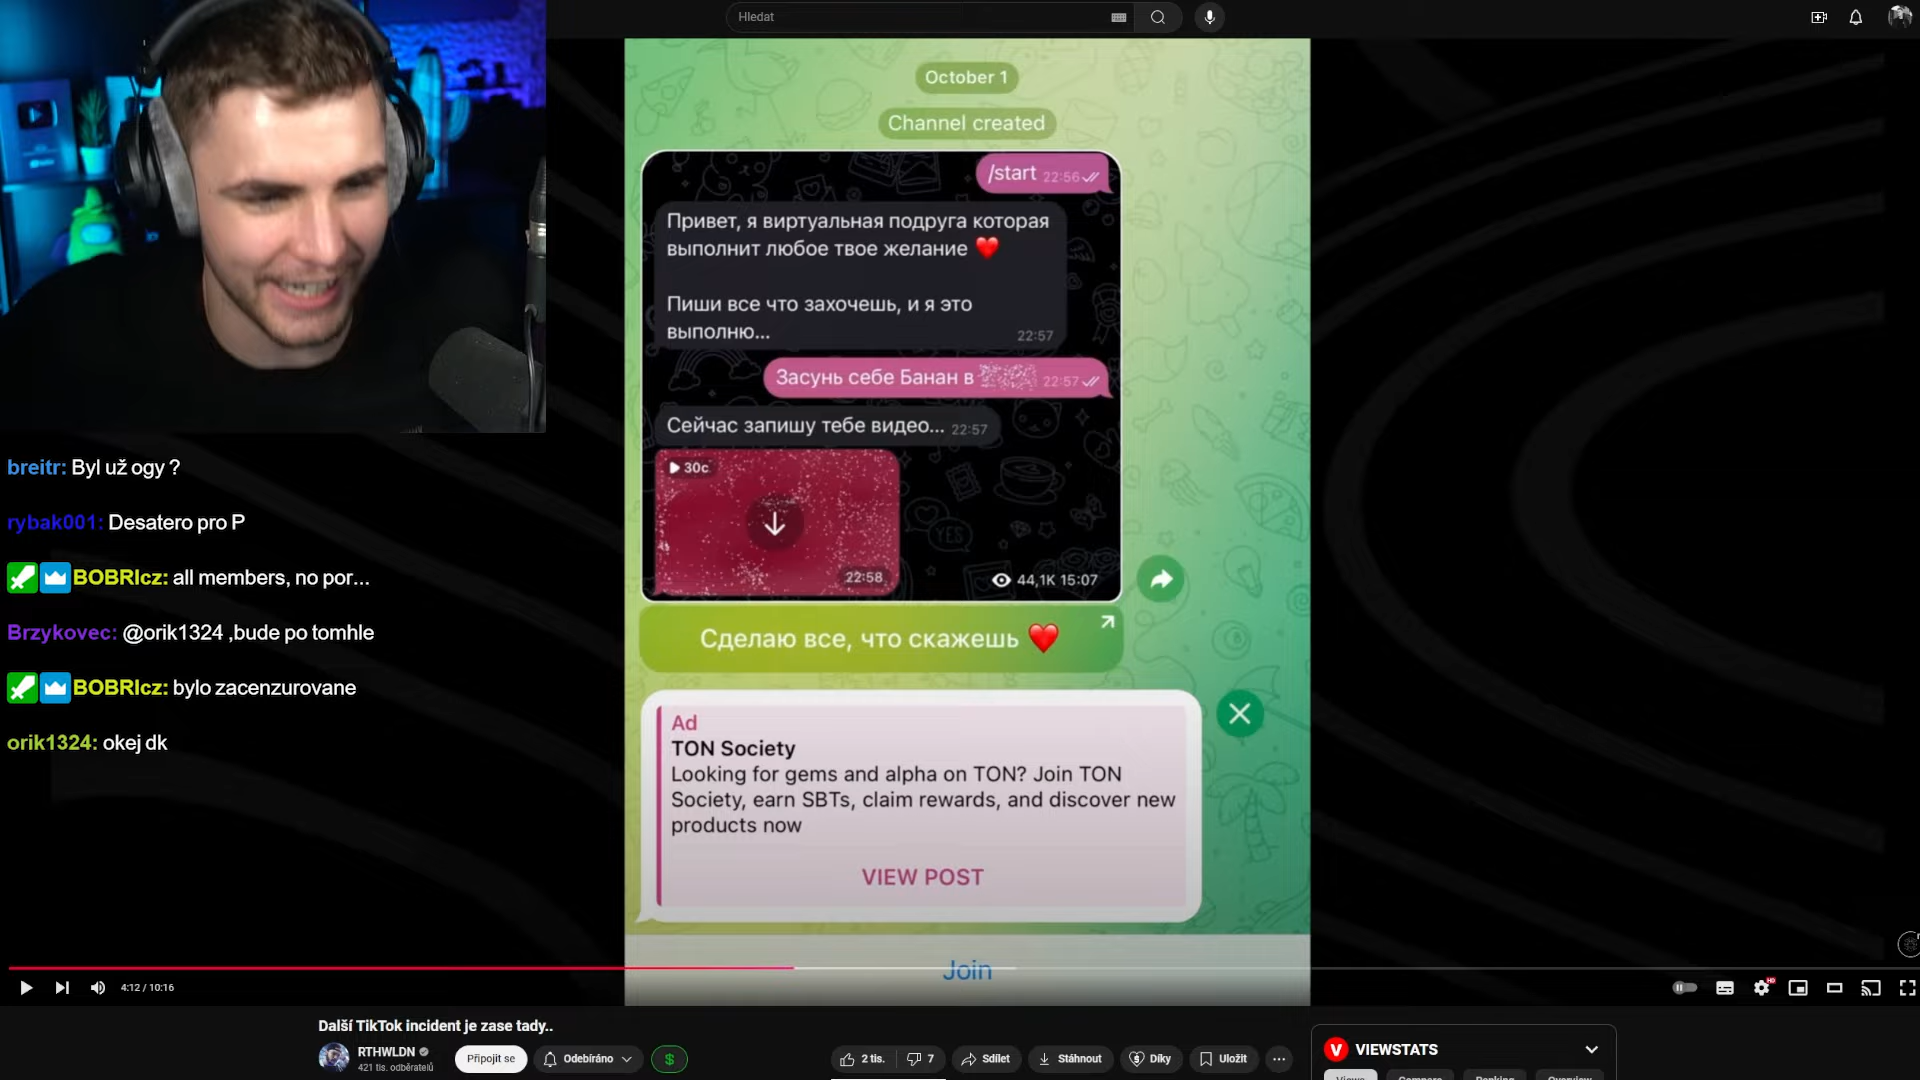 Hledat
October 1
Channel created
/start 22:56
Привет, я виртуальная подруга которая
выполнит любое твое желание ❤️
Пиши все что захочешь, и я это
выполню...
22:57
Засунь себе Банан в
22:57
Сейчас запишу тебе видео... 22:57
30с
YES
22:58
44,1K 15:07
Сделаю все, что скажешь ❤️
Ad
TON Society
Looking for gems and alpha on TON? Join TON
Society, earn SBTs, claim rewards, and discover new
products now
VIEW POST
Join
breitr: Byl už ogy ?
rybak001: Desatero pro P
BOBRIcz: all members, no por...
Brzykovec: @orik1324 ,bude po tomhle
BOBRIcz: bylo zacenzurovane
orik1324: okej dk
4:12 / 10:16
HD
Další TikTok incident je zase tady..
RTHWLDN
421 tis. odběratelů
Připojit se
Odebíráno
$
2 tis.
7
Sdílet
Stáhnout
Díky
Uložit
V VIEWSTATS